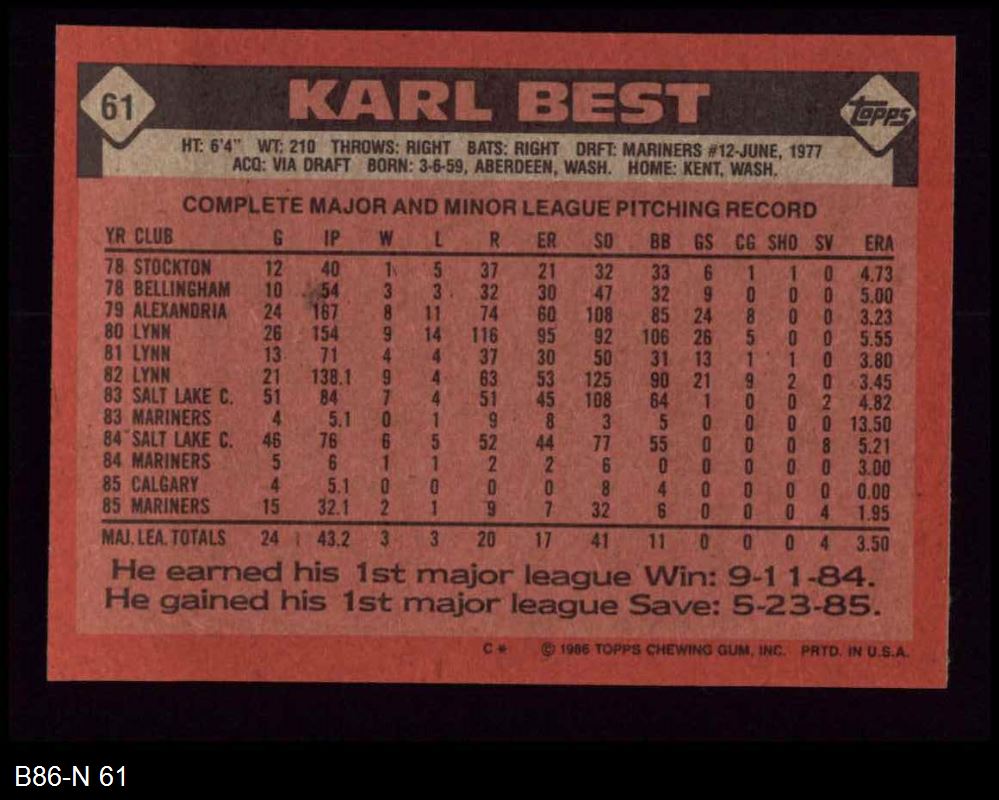 61 KARL BEST Topps
HT: 6'4" WT: 210 THROWS: RIGHT BATS: RIGHT DRFT: MARINERS #12-JUNE, 1977
ACQ: VIA DRAFT BORN: 3-6-59, ABERDEEN, WASH. HOME: KENT, WASH.
COMPLETE MAJOR AND MINOR LEAGUE PITCHING RECORD
YR CLUB G IP W L R ER SO BB GS CG SHO SV ERA
78 STOCKTON 12 40 1 5 37 21 32 33 6 1 1 0 4.73
78 BELLINGHAM 10 54 3 3 32 30 47 32 9 0 0 0 5.00
79 ALEXANDRIA 24 167 8 11 74 60 108 85 24 8 0 0 3.23
80 LYNN 26 154 9 14 116 95 92 106 26 5 0 0 5.55
81 LYNN 13 71 4 4 37 30 50 31 13 1 1 0 3.80
82 LYNN 21 138.1 9 4 63 53 125 90 21 9 2 0 3.45
83 SALT LAKE C. 51 84 7 4 51 45 108 64 1 0 0 2 4.82
83 MARINERS 4 5.1 0 1 9 8 3 5 0 0 0 0 13.50
84 SALT LAKE C. 46 76 6 5 52 44 77 55 0 0 0 8 5.21
84 MARINERS 5 6 1 1 2 2 6 0 0 0 0 0 3.00
85 CALGARY 4 5.1 0 0 0 0 8 4 0 0 0 0 0.00
85 MARINERS 15 32.1 2 1 9 7 32 6 0 0 0 4 1.95
MAJ. LEA. TOTALS 24 43.2 3 3 20 17 41 11 0 0 0 4 3.50
He earned his 1st major league Win: 9-11-84.
He gained his 1st major league Save: 5-23-85.
C* © 1986 TOPPS CHEWING GUM, INC. PRTD. IN U.S.A.
B86-N 61